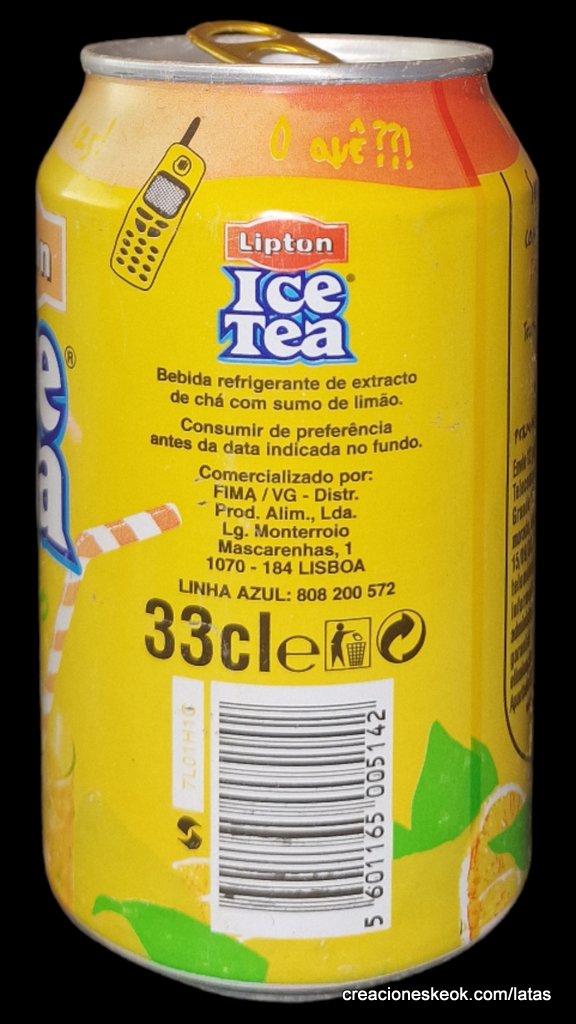 O quê???!
Lipton
Ice
Tea
Bebida refrigerante de extracto
de chá com sumo de limão.
Consumir de preferência
antes da data indicada no fundo.
Comercializado por:
FIMA / VG - Distr.
Prod. Alim., Lda.
Lg. Monterroio
Mascarenhas, 1
1070 - 184 LISBOA
LINHA AZUL: 808 200 572
33cl e
7L01H10
5 601165 005142
creacioneskeok.com/latas